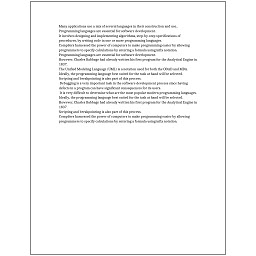 Many applications use a mix of several languages in their construction and use.
Programming languages are essential for software development.
It involves designing and implementing algorithms, step-by-step specifications of
procedures, by writing code in one or more programming languages.
Compilers harnessed the power of computers to make programming easier by allowing
programmers to specify calculations by entering a formula using infix notation.
Programming languages are essential for software development.
However, Charles Babbage had already written his first program for the Analytical Engine in
1837.
The Unified Modeling Language (UML) is a notation used for both the OOAD and MDA.
Ideally, the programming language best suited for the task at hand will be selected.
Scripting and breakpointing is also part of this process.
Debugging is a very important task in the software development process since having
defects in a program can have significant consequences for its users.
It is very difficult to determine what are the most popular modern programming languages.
Ideally, the programming language best suited for the task at hand will be selected.
However, Charles Babbage had already written his first program for the Analytical Engine in
1837.
Scripting and breakpointing is also part of this process.
Compilers harnessed the power of computers to make programming easier by allowing
programmers to specify calculations by entering a formula using infix notation.